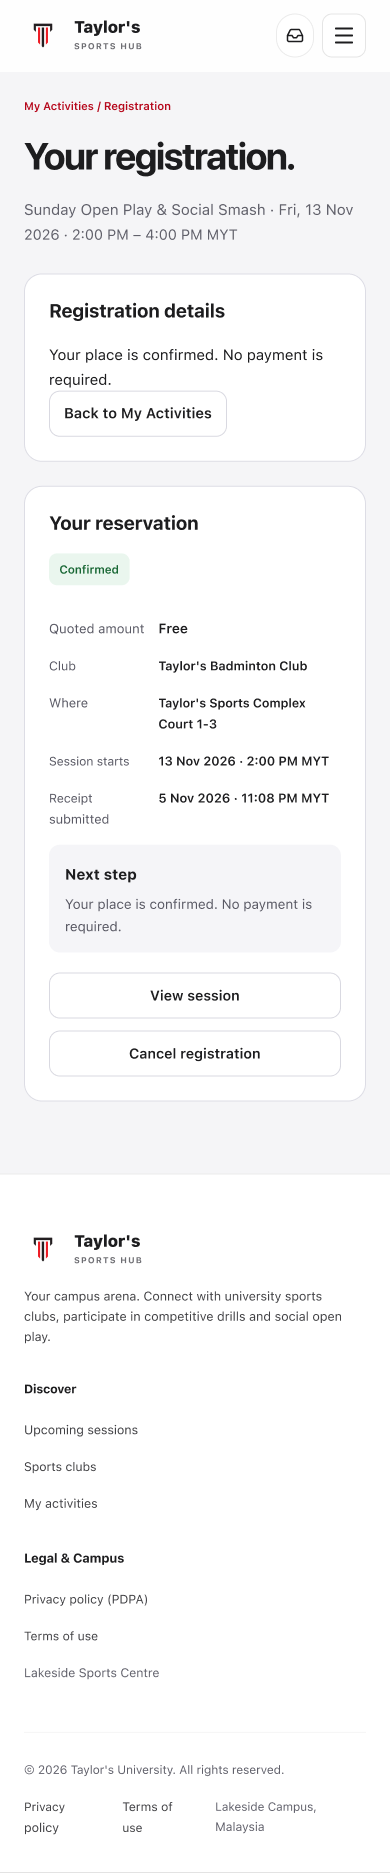 Taylor's
SPORTS HUB
My Activities / Registration
Your registration.
Sunday Open Play & Social Smash · Fri, 13 Nov
2026 · 2:00 PM – 4:00 PM MYT
Registration details
Your place is confirmed. No payment is
required.
Back to My Activities
Your reservation
Confirmed
Quoted amount Free
Club Taylor's Badminton Club
Where Taylor's Sports Complex
Court 1-3
Session starts 13 Nov 2026 · 2:00 PM MYT
Receipt 5 Nov 2026 · 11:08 PM MYT
submitted
Next step
Your place is confirmed. No payment is
required.
View session
Cancel registration
Taylor's
SPORTS HUB
Your campus arena. Connect with university sports
clubs, participate in competitive drills and social open
play.
Discover
Upcoming sessions
Sports clubs
My activities
Legal & Campus
Privacy policy (PDPA)
Terms of use
Lakeside Sports Centre
© 2026 Taylor's University. All rights reserved.
Privacy Terms of Lakeside Campus,
policy use Malaysia